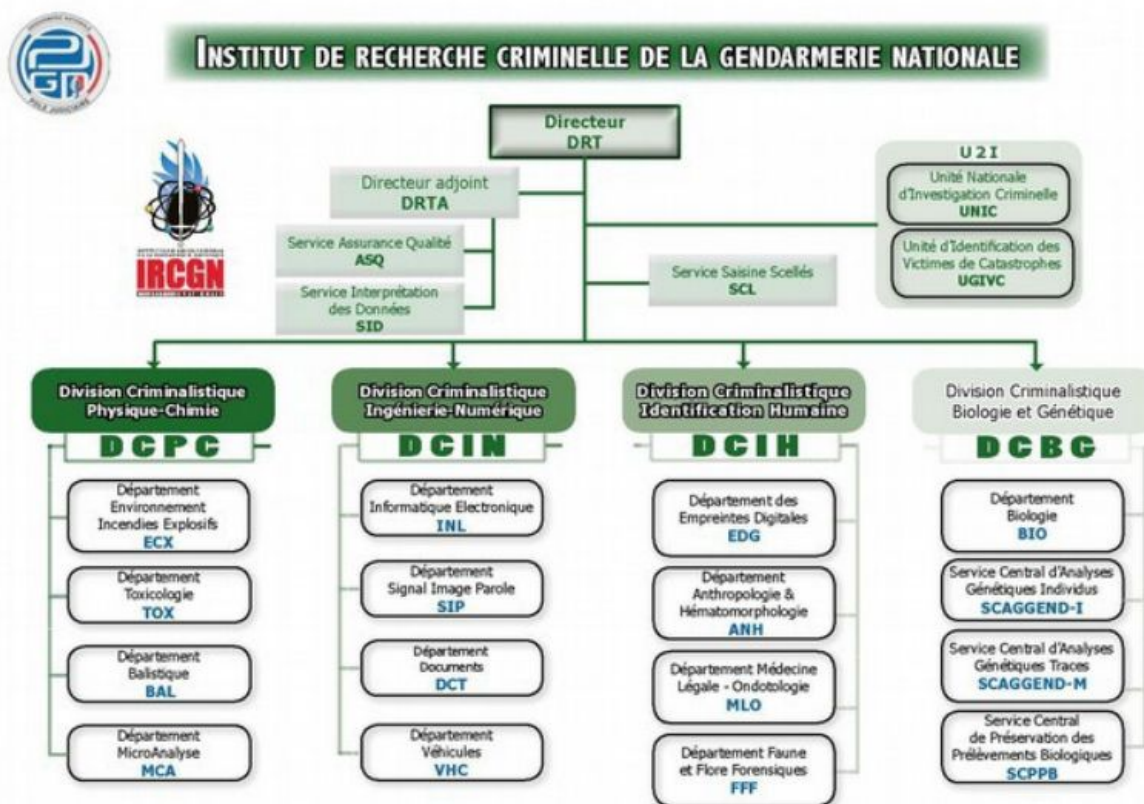 INSTITUT DE RECHERCHE CRIMINELLE DE LA GENDARMERIE NATIONALE
PÔLE JUDICIAIRE
IRCGN
Directeur
DRT
Directeur adjoint
DRTA
Service Assurance Qualité
ASQ
Service Interprétation
des Données
SID
Service Saisine Scellés
SCL
U2I
Unité Nationale
d'Investigation Criminelle
UNIC
Unité d'Identification des
Victimes de Catastrophes
UGIVC
Division Criminalistique
Physique-Chimie
DCPC
Département
Environnement
Incendies Explosifs
ECX
Département
Toxicologie
TOX
Département
Balistique
BAL
Département
MicroAnalyse
MCA
Division Criminalistique
Ingénierie-Numérique
DCIN
Département
Informatique Electronique
INL
Département
Signal Image Parole
SIP
Département
Documents
DCT
Département
Véhicules
VHC
Division Criminalistique
Identification Humaine
DCIH
Département des
Empreintes Digitales
EDG
Département
Anthropologie &
Hématomorphologie
ANH
Département Médecine
Légale - Ondotologie
MLO
Département Faune
et Flore Forensiques
FFF
Division Criminalistique
Biologie et Génétique
DCBG
Département
Biologie
BIO
Service Central d'Analyses
Génétiques Individus
SCAGGEND-I
Service Central d'Analyses
Génétiques Traces
SCAGGEND-M
Service Central
de Préservation des
Prélèvements Biologiques
SCPPB